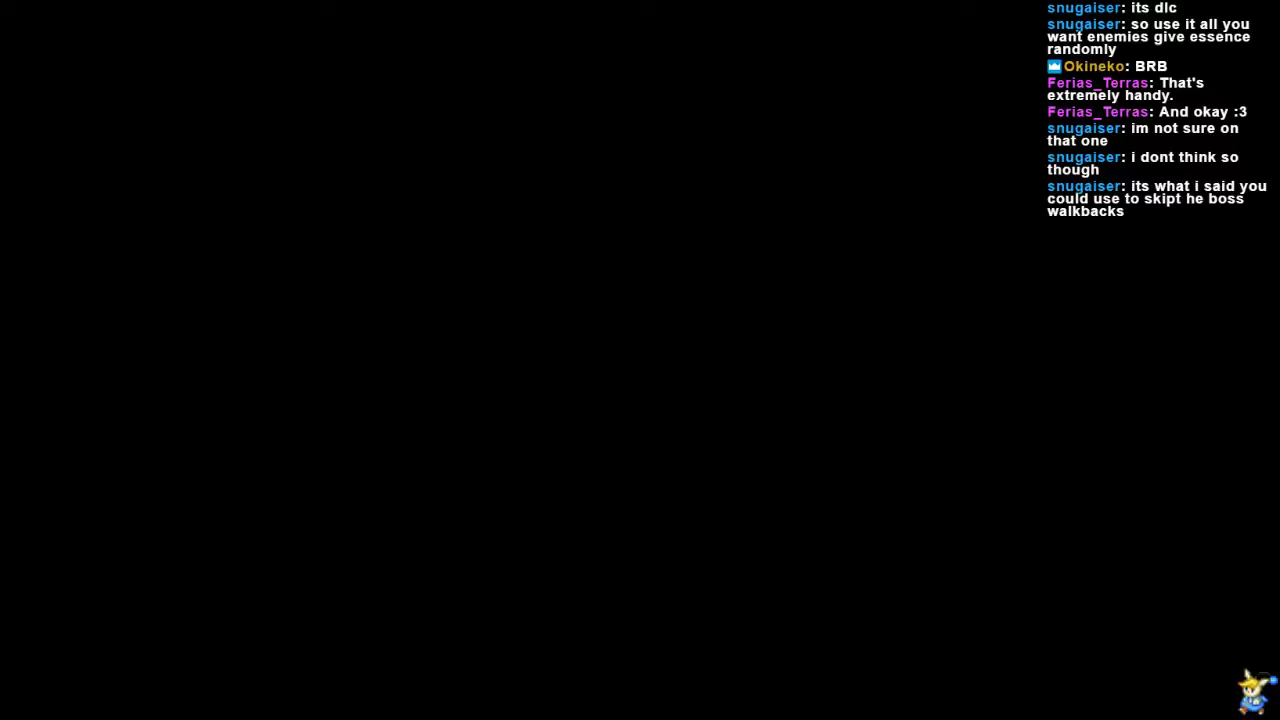 snugaiser: its dlc
snugaiser: so use it all you
want enemies give essence
randomly
Okineko: BRB
Ferias_Terras: That's
extremely handy.
Ferias_Terras: And okay :3
snugaiser: im not sure on
that one
snugaiser: i dont think so
though
snugaiser: its what i said you
could use to skipt he boss
walkbacks